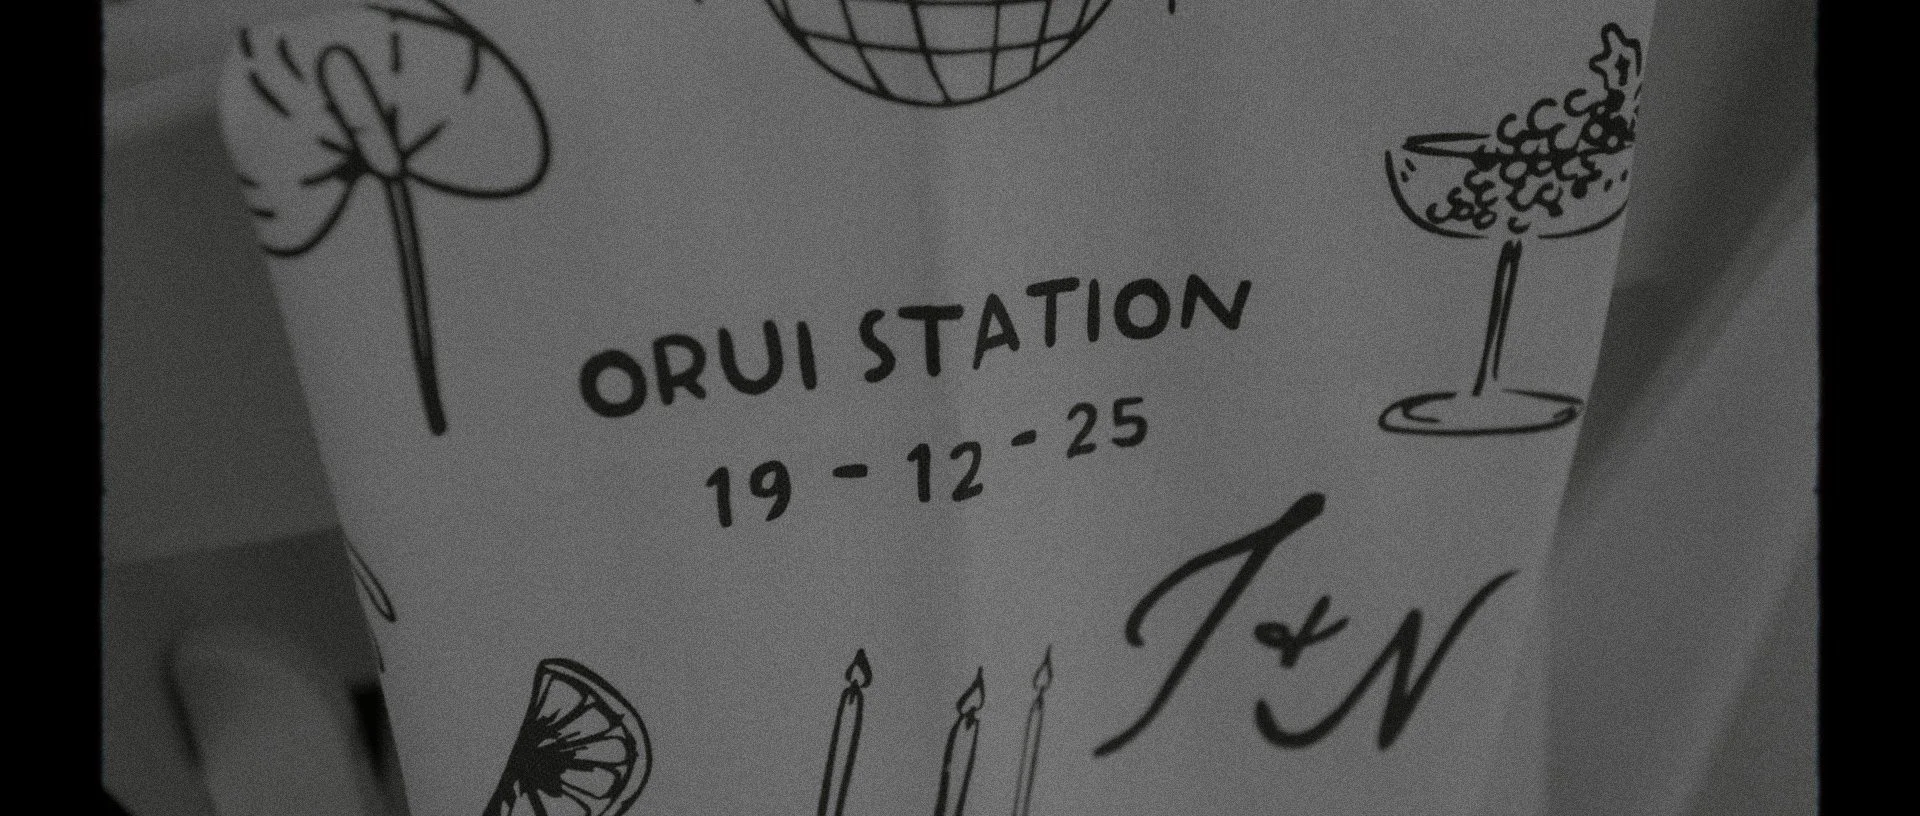 ORUI STATION
19 - 12 - 25
J & N